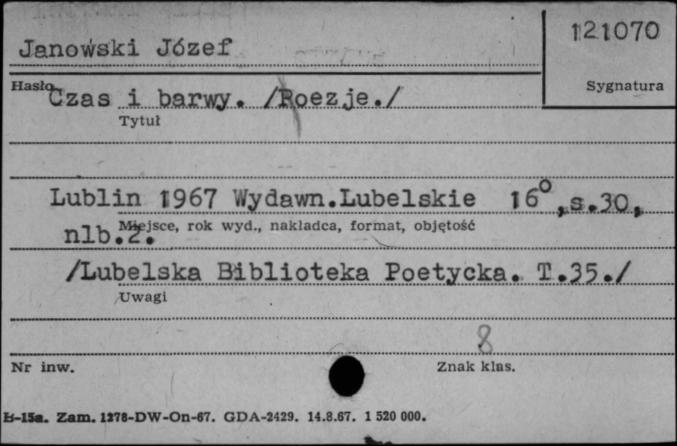 Janowski Józef
121070
Hasło
Sygnatura
Czas i barwy. /Poezje./
Tytuł
Lublin 1967 Wydawn.Lubelskie 16⁰,s.30,
Miejsce, rok wyd., nakładca, format, objętość
nlb.2.
/Lubelska Biblioteka Poetycka. T.35./
Uwagi
8
Nr inw.
Znak klas.
B-15a. Zam. 1278-DW-On-67. GDA-2429. 14.8.67. 1 520 000.